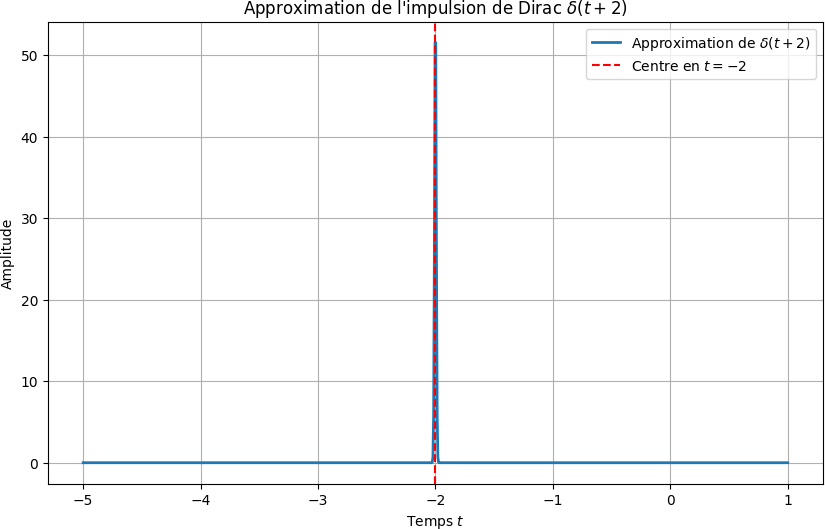 Approximation de l'impulsion de Dirac δ(t + 2)
Approximation de δ(t + 2)
Centre en t = −2
Amplitude
50
40
30
20
10
0
−5 −4 −3 −2 −1 0 1
Temps t